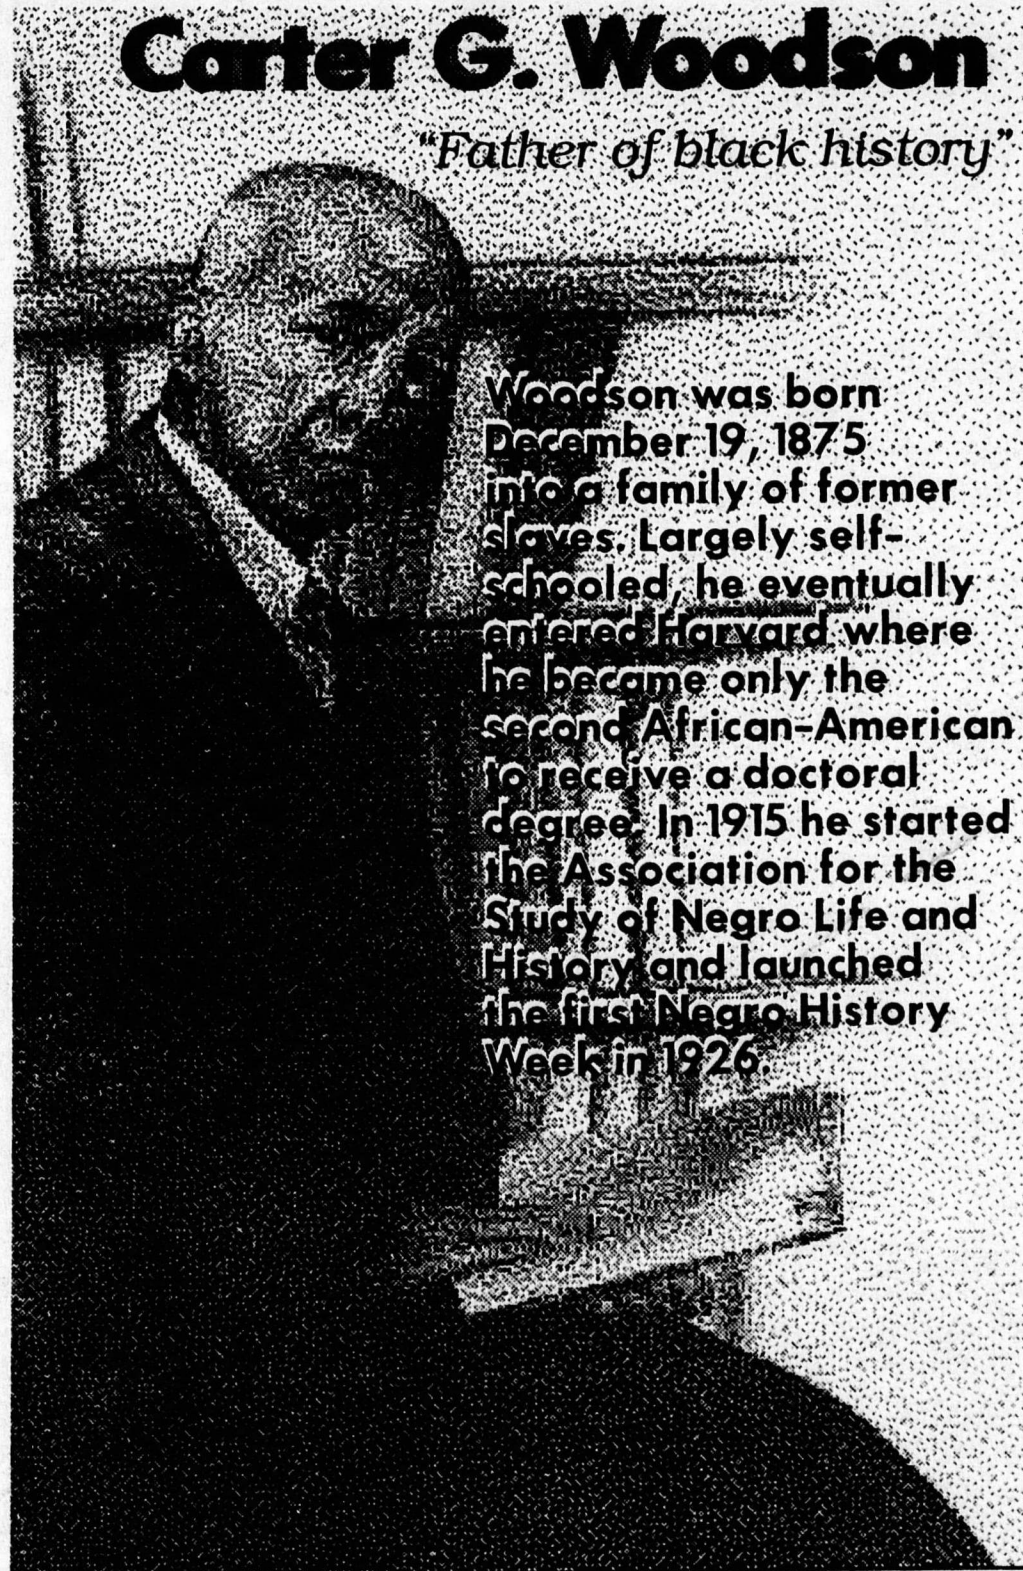 Carter G. Woodson
"Father of black history"
Woodson was born
December 19, 1875
into a family of former
slaves. Largely self-
schooled, he eventually
entered Harvard where
he became only the
second African-American
to receive a doctoral
degree. In 1915 he started
the Association for the
Study of Negro Life and
History and launched
the first Negro History
Week in 1926.